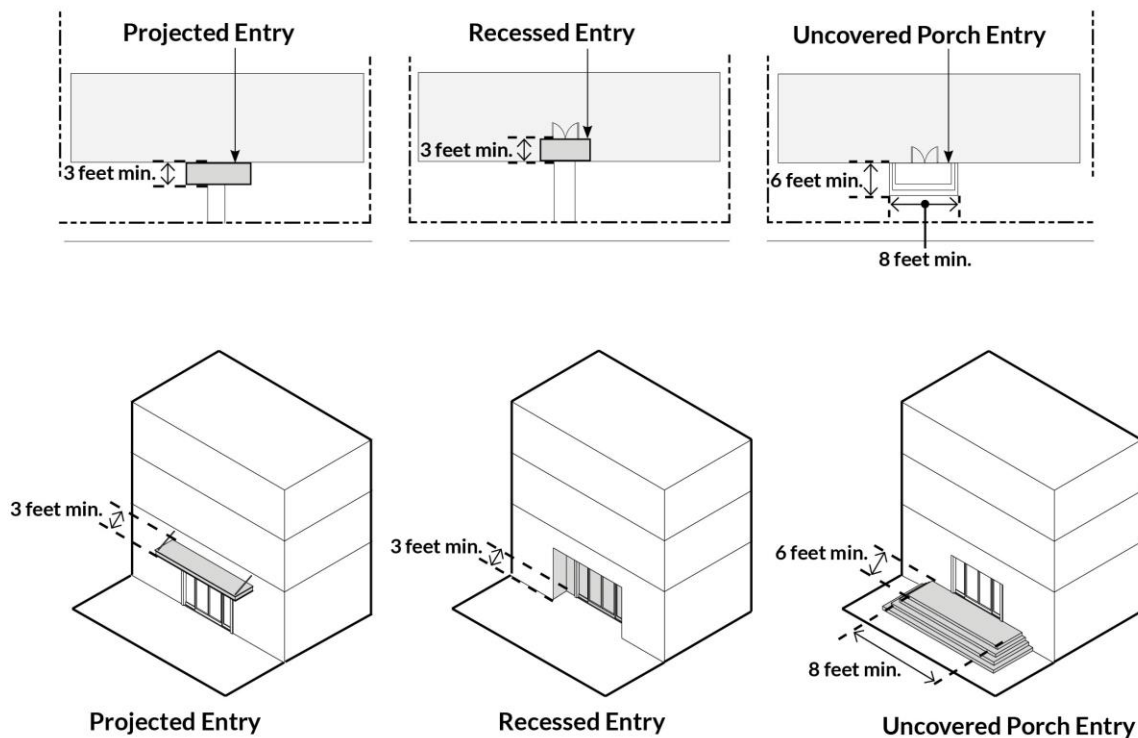 Projected Entry
Recessed Entry
Uncovered Porch Entry
3 feet min.
3 feet min.
6 feet min.
8 feet min.
3 feet min.
3 feet min.
6 feet min.
8 feet min.
Projected Entry
Recessed Entry
Uncovered Porch Entry